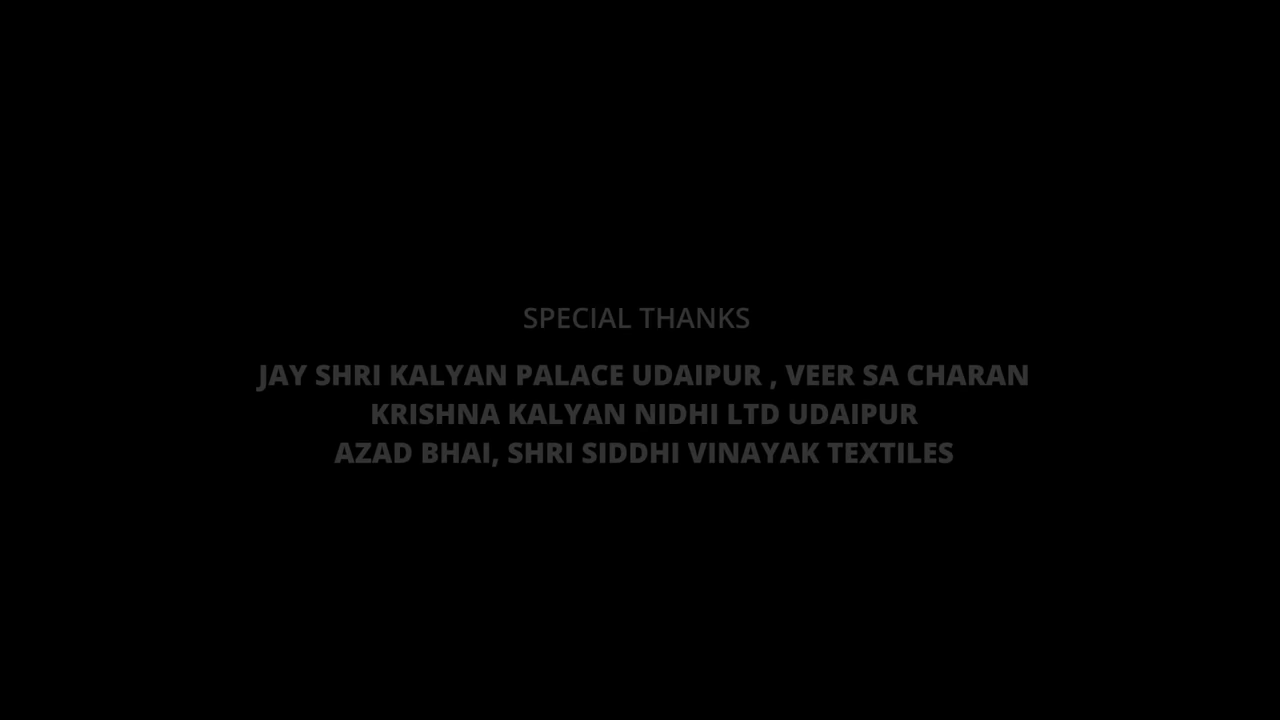 SPECIAL THANKS
JAY SHRI KALYAN PALACE UDAIPUR , VEER SA CHARAN
KRISHNA KALYAN NIDHI LTD UDAIPUR
AZAD BHAI, SHRI SIDDHI VINAYAK TEXTILES